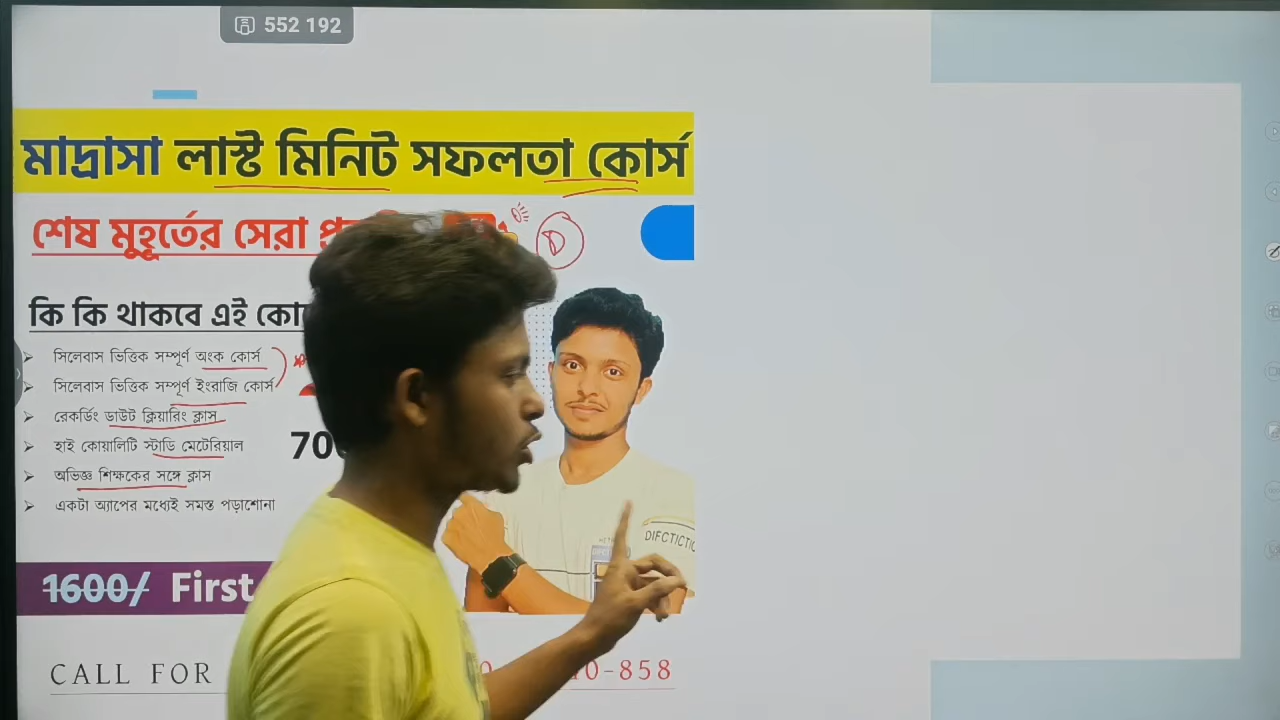 552 192
মাদ্রাসা লাস্ট মিনিট সফলতা কোর্স
শেষ মুহূর্তের সেরা
D
কি কি থাকবে এই
সিলেবাস ভিত্তিক সম্পূর্ণ অংক কোর্স
সিলেবাস ভিত্তিক সম্পূর্ণ ইংরাজি কোর্স
রেকর্ডিং ডাউট ক্লিয়ারিং ক্লাস
হাই কোয়ালিটি স্টাডি মেটেরিয়াল
অভিজ্ঞ শিক্ষকের সঙ্গে ক্লাস
একটা অ্যাপের মধ্যেই সমস্ত পড়াশোনা
1600/ First
CALL FOR
0-858